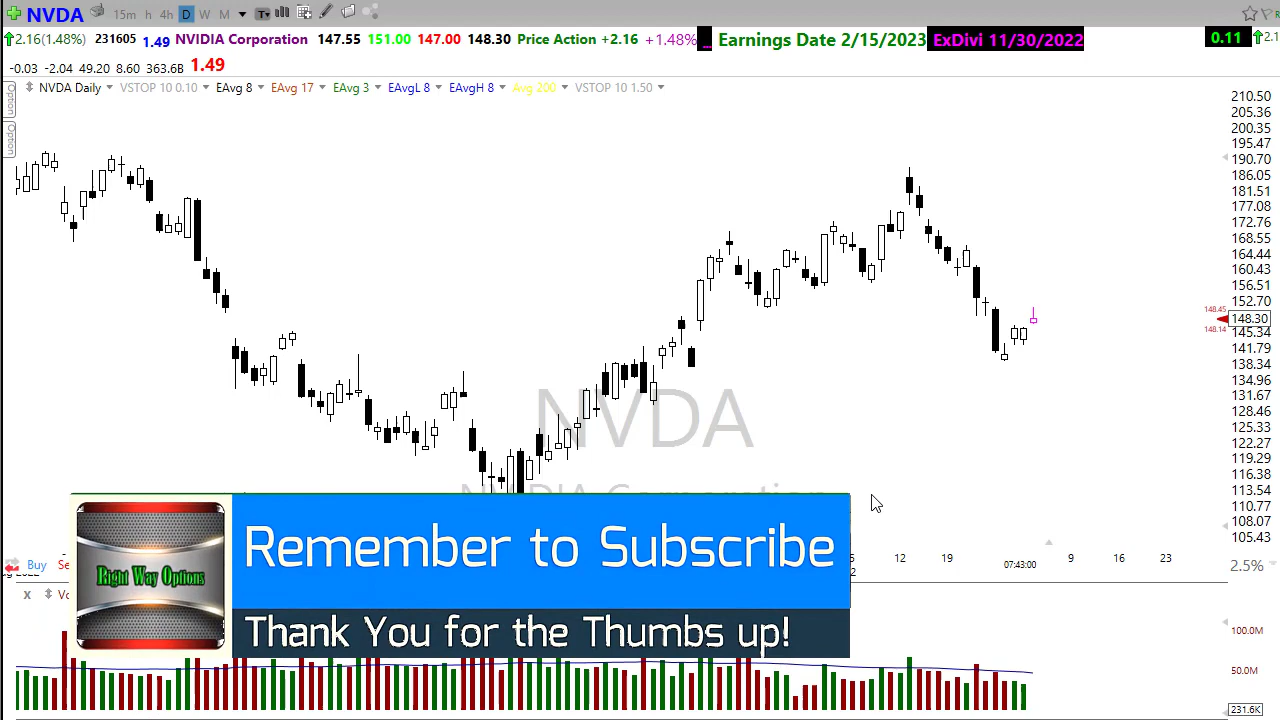 NVDA 15m h 4h D W M T
2.16(1.48%) 231605 1.49 NVIDIA Corporation 147.55 151.00 147.00 148.30 Price Action +2.16 +1.48% Earnings Date 2/15/2023 ExDivi 11/30/2022 0.11
-0.03 -2.04 49.20 8.60 363.6B 1.49
Option
Option
NVDA Daily VSTOP 10 0.10 EAvg 8 EAvg 17 EAvg 3 EAvgL 8 EAvgH 8 Avg 200 VSTOP 10 1.50
210.50
205.36
200.35
195.47
190.70
186.05
181.51
177.08
172.76
168.55
164.44
160.43
156.51
152.70
148.45
148.30
148.14
145.34
141.79
138.34
134.96
131.67
128.46
125.33
122.27
119.29
116.38
113.54
110.77
108.07
105.43
NVDA
NVIDIA Corporation
Remember to Subscribe
Right Way Options
Thank You for the Thumbs up!
12 19 07:43:00 9 16 23
2.5%
Buy
X
100.0M
50.0M
231.6K